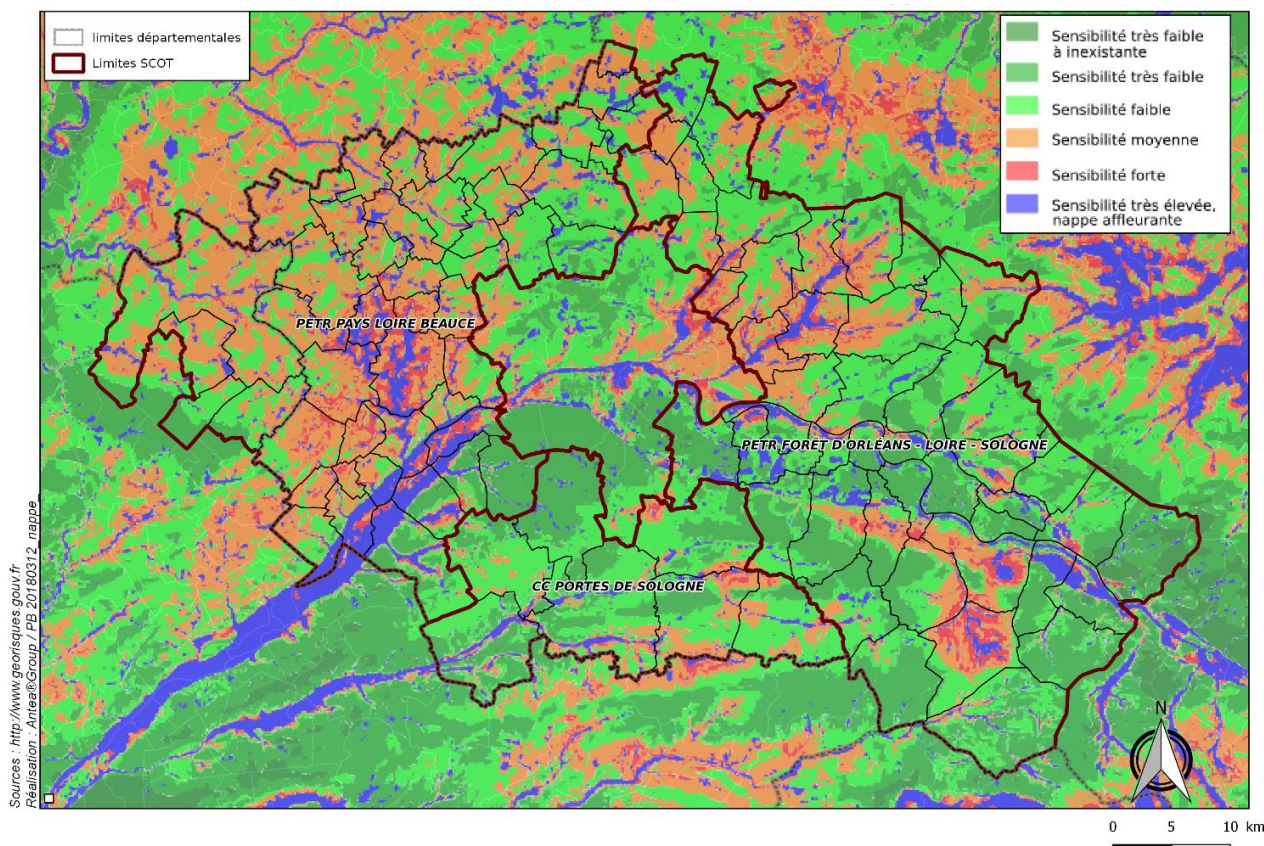 limites départementales
Limites SCOT
Sensibilité très faible
à inexistante
Sensibilité très faible
Sensibilité faible
Sensibilité moyenne
Sensibilité forte
Sensibilité très élevée,
nappe affleurante
PETR PAYS LOIRE BEAUCE
PETR FORÊT D'ORLÉANS - LOIRE - SOLOGNE
CC PORTES DE SOLOGNE
Sources : http://www.georisques.gouv.fr
Réalisation : Antea®Group / PB 20180312_nappe_
N
0 5 10 km